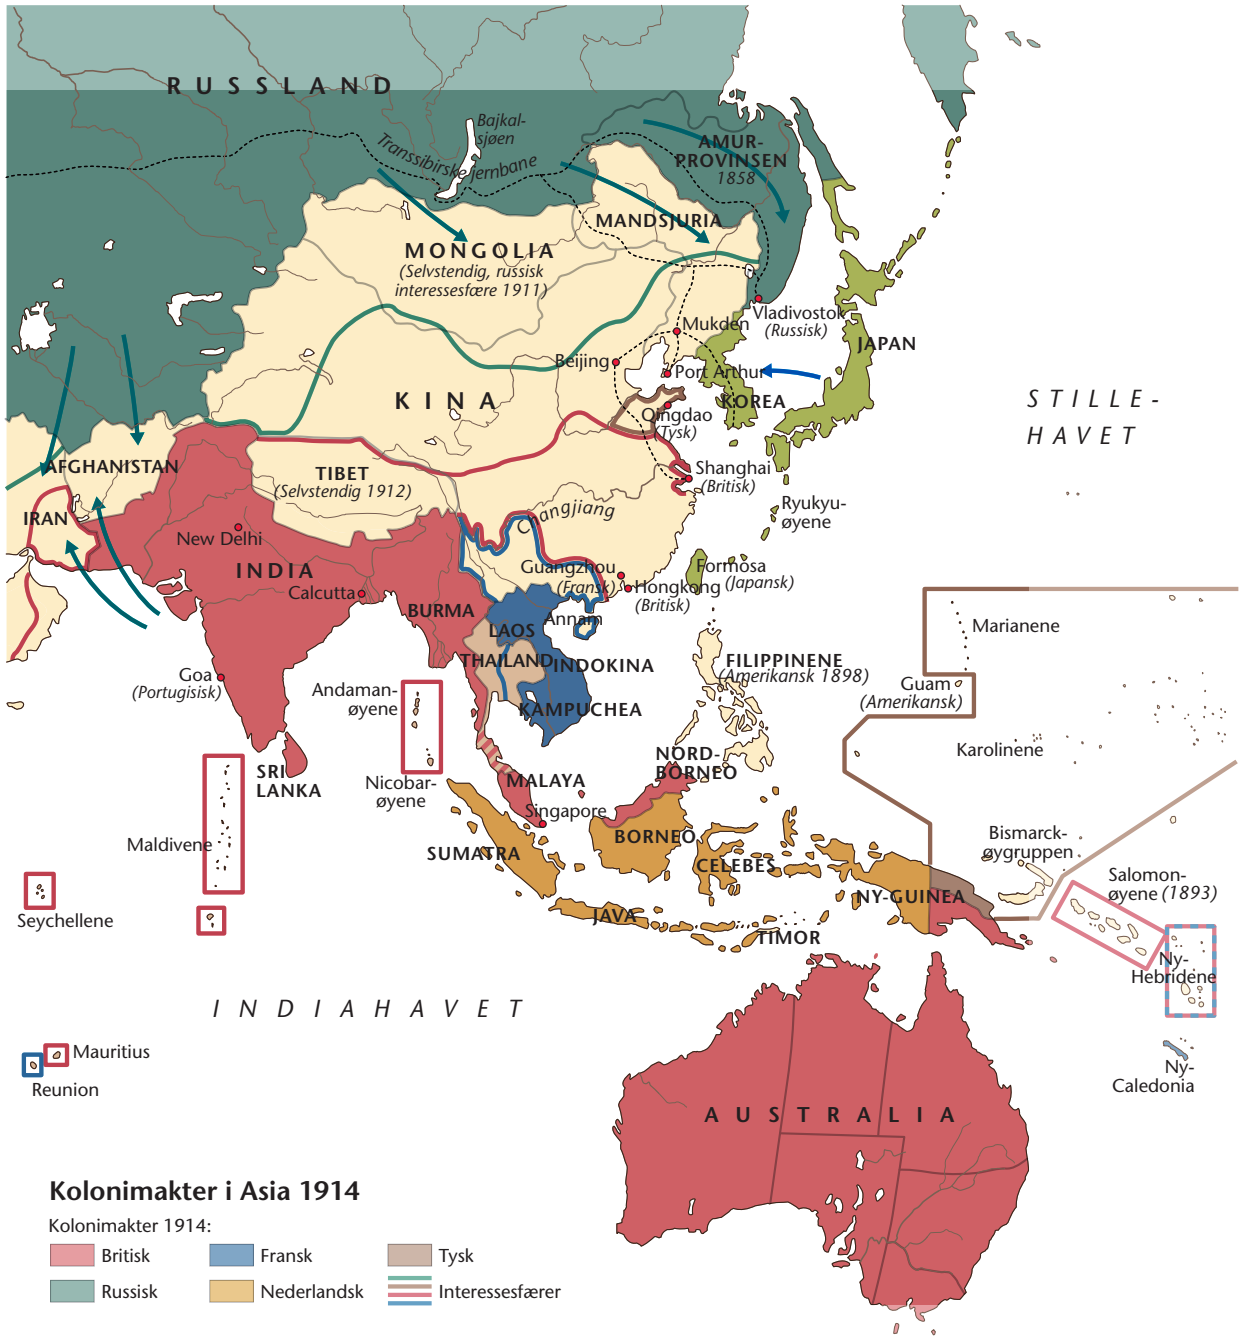 RUSSLAND
Bajkal-
sjøen
Transsibirske jernbane
AMUR-
PROVINSEN
1858
MANDSJURIA
MONGOLIA
(Selvstendig, russisk
interessesfære 1911)
Vladivostok
(Russisk)
Mukden
JAPAN
Beijing
Port Arthur
KINA
KOREA
Qingdao
(Tysk)
STILLE-
HAVET
AFGHANISTAN
TIBET
(Selvstendig 1912)
Shanghai
(Britisk)
IRAN
Changjiang
Ryukyu-
øyene
New Delhi
INDIA
Guangzhou
(Fransk)
Formosa
(Japansk)
Hongkong
(Britisk)
Calcutta
BURMA
Annam
LAOS
Marianene
THAILAND
INDOKINA
FILIPPINENE
(Amerikansk 1898)
Goa
(Portugisisk)
Guam
(Amerikansk)
Andaman-
øyene
KAMPUCHEA
Karolinene
NORD-
BORNEO
SRI
LANKA
Nicobar-
øyene
MALAYA
Singapore
BORNEO
Bismarck-
øygruppen
Maldivene
SUMATRA
CELEBES
Salomon-
øyene (1893)
NY-GUINEA
Seychellene
JAVA
TIMOR
Ny-
Hebridene
INDIAHAVET
Mauritius
Reunion
Ny-
Caledonia
AUSTRALIA
Kolonimakter i Asia 1914
Kolonimakter 1914:
Britisk
Fransk
Tysk
Russisk
Nederlandsk
Interessesfærer